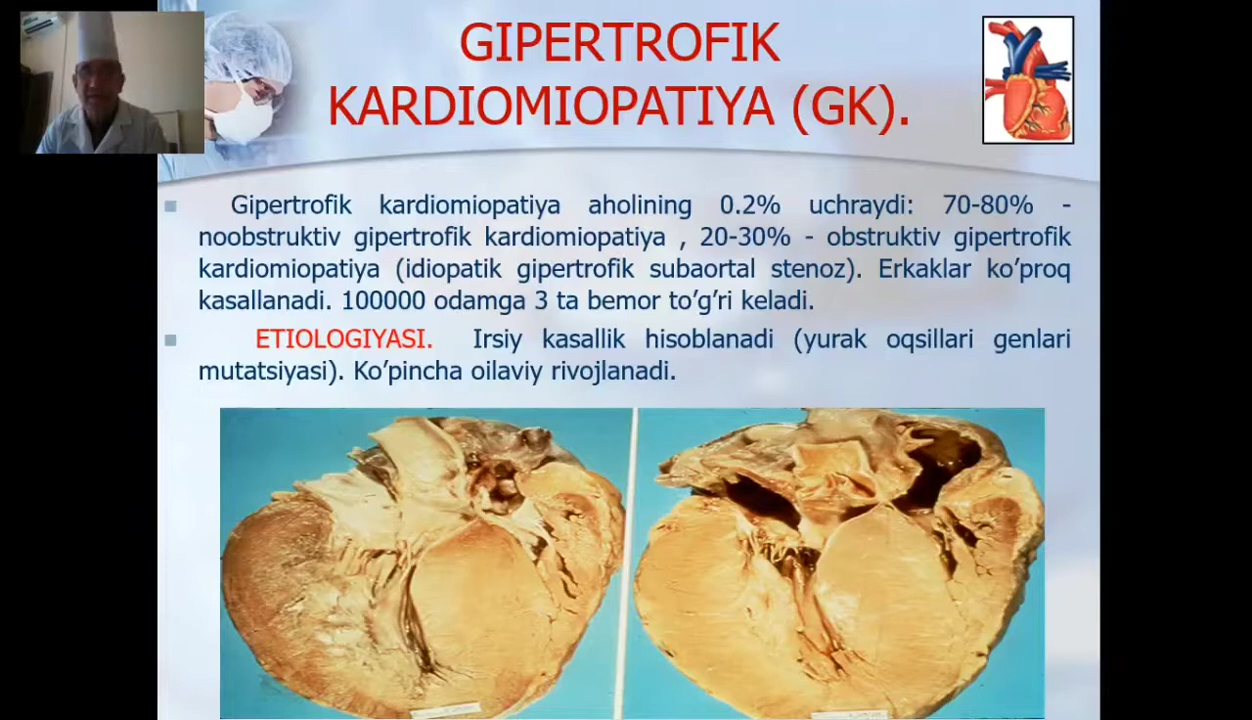 GIPERTROFIK
KARDIOMIOPATIYA (GK).
Gipertrofik kardiomiopatiya aholining 0.2% uchraydi: 70-80% -
noobstruktiv gipertrofik kardiomiopatiya , 20-30% - obstruktiv gipertrofik
kardiomiopatiya (idiopatik gipertrofik subaortal stenoz). Erkaklar ko’proq
kasallanadi. 100000 odamga 3 ta bemor to’g’ri keladi.
ETIOLOGIYASI. Irsiy kasallik hisoblanadi (yurak oqsillari genlari
mutatsiyasi). Ko’pincha oilaviy rivojlanadi.